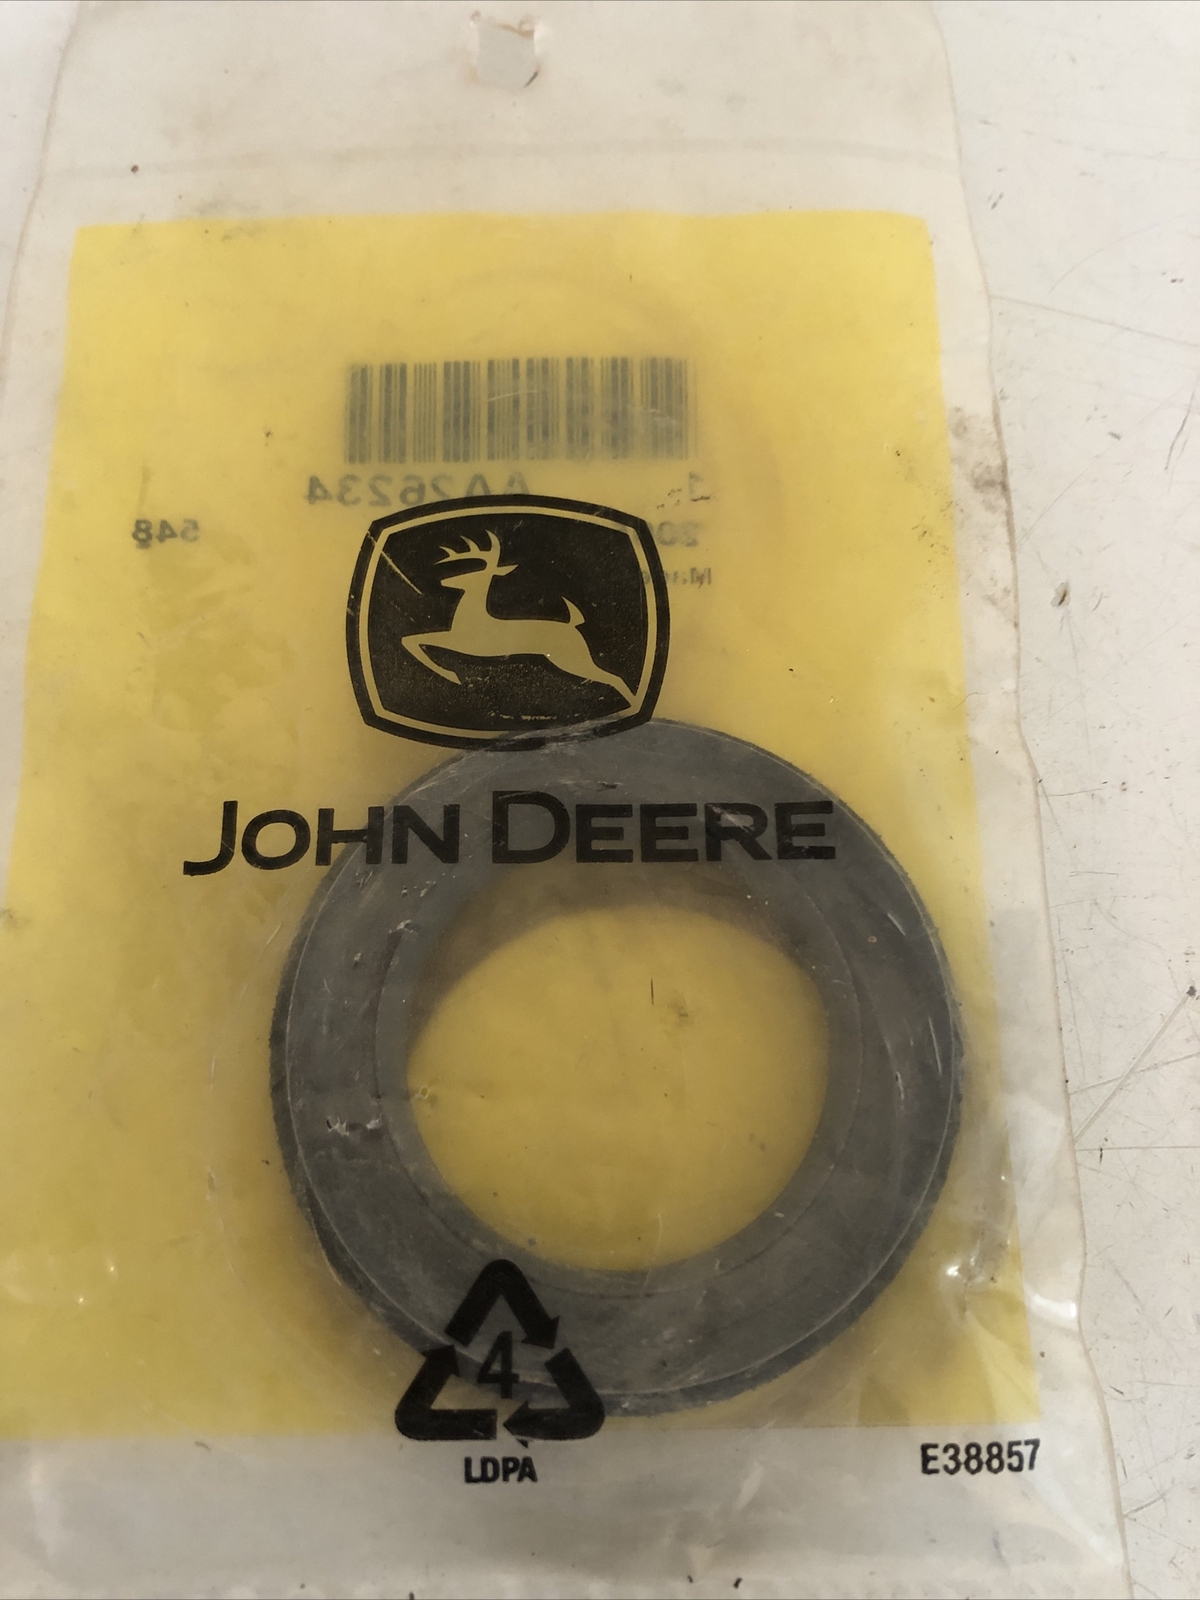 AA26234
548
JOHN DEERE
4
LDPA
E38857